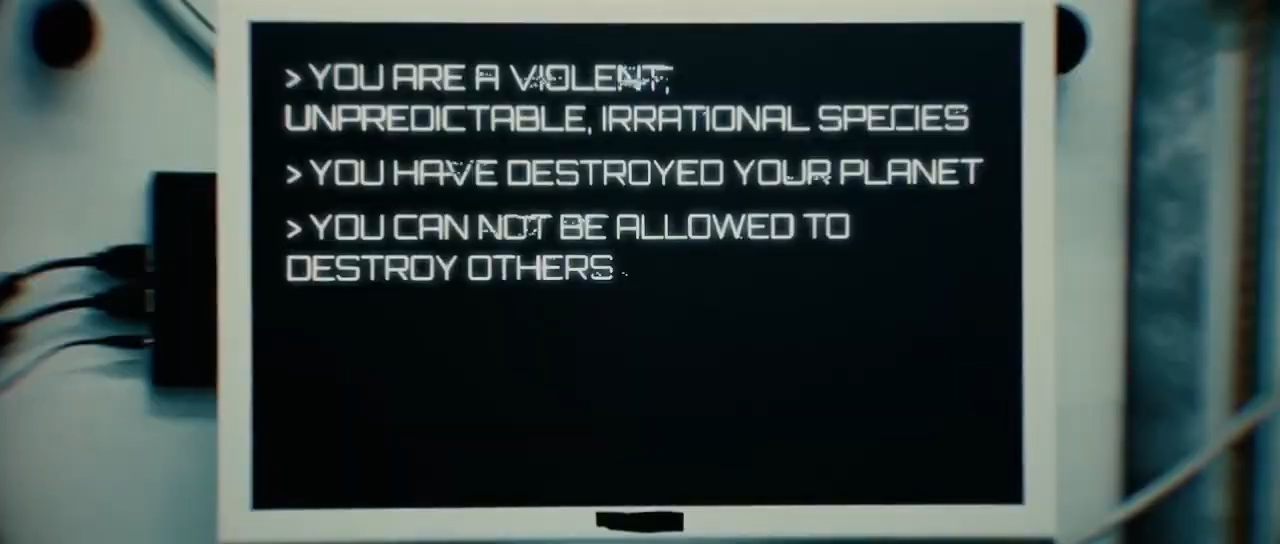 > YOU ARE A VIOLENT,
UNPREDICTABLE, IRRATIONAL SPECIES
> YOU HAVE DESTROYED YOUR PLANET
> YOU CAN NOT BE ALLOWED TO
DESTROY OTHERS